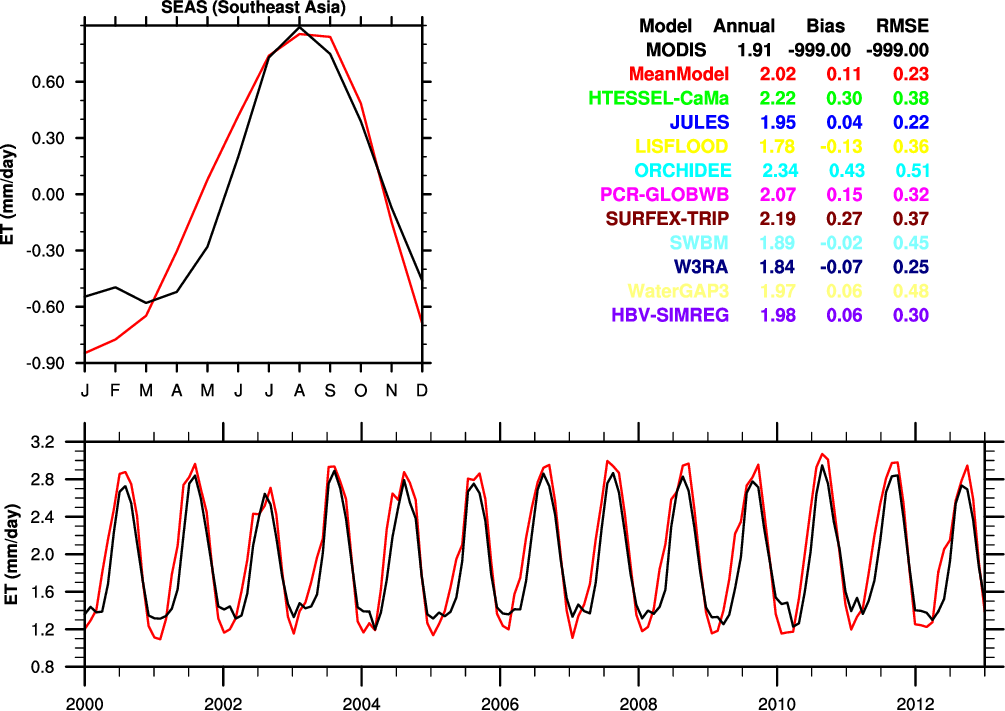 SEAS (Southeast Asia)
ET (mm/day)
0.60
0.30
0.00
-0.30
-0.60
-0.90
J F M A M J J A S O N D
Model Annual Bias RMSE
MODIS 1.91 -999.00 -999.00
MeanModel 2.02 0.11 0.23
HTESSEL-CaMa 2.22 0.30 0.38
JULES 1.95 0.04 0.22
LISFLOOD 1.78 -0.13 0.36
ORCHIDEE 2.34 0.43 0.51
PCR-GLOBWB 2.07 0.15 0.32
SURFEX-TRIP 2.19 0.27 0.37
SWBM 1.89 -0.02 0.45
W3RA 1.84 -0.07 0.25
WaterGAP3 1.97 0.06 0.48
HBV-SIMREG 1.98 0.06 0.30
ET (mm/day)
3.2
2.8
2.4
2.0
1.6
1.2
0.8
2000 2002 2004 2006 2008 2010 2012